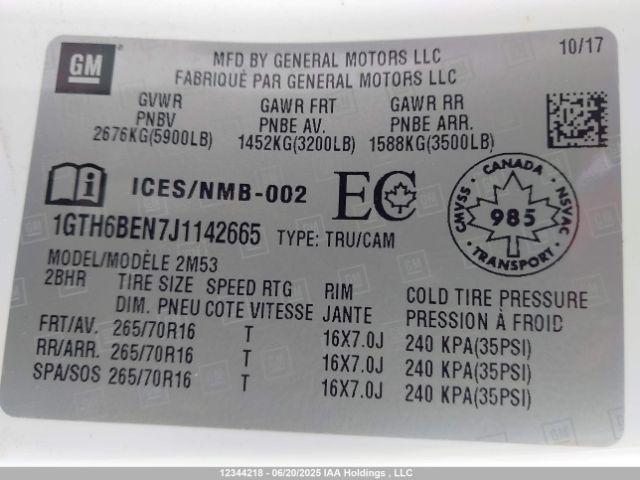 GM
MFD BY GENERAL MOTORS LLC
FABRIQUÉ PAR GENERAL MOTORS LLC
10/17
GVWR GAWR FRT GAWR RR
PNBV PNBE AV. PNBE ARR.
2676KG(5900LB) 1452KG(3200LB) 1588KG(3500LB)
ICES/NMB-002 EC
CANADA
CMVSS 985 NSVAC
TRANSPORT
1GTH6BEN7J1142665 TYPE: TRU/CAM
MODEL/MODÈLE 2M53
2BHR TIRE SIZE SPEED RTG RIM COLD TIRE PRESSURE
DIM. PNEU COTE VITESSE JANTE PRESSION À FROID
FRT/AV. 265/70R16 T 16X7.0J 240 KPA(35PSI)
RR/ARR. 265/70R16 T 16X7.0J 240 KPA(35PSI)
SPA/SOS 265/70R16 T 16X7.0J 240 KPA(35PSI)
12344218 - 06/20/2025 IAA Holdings , LLC